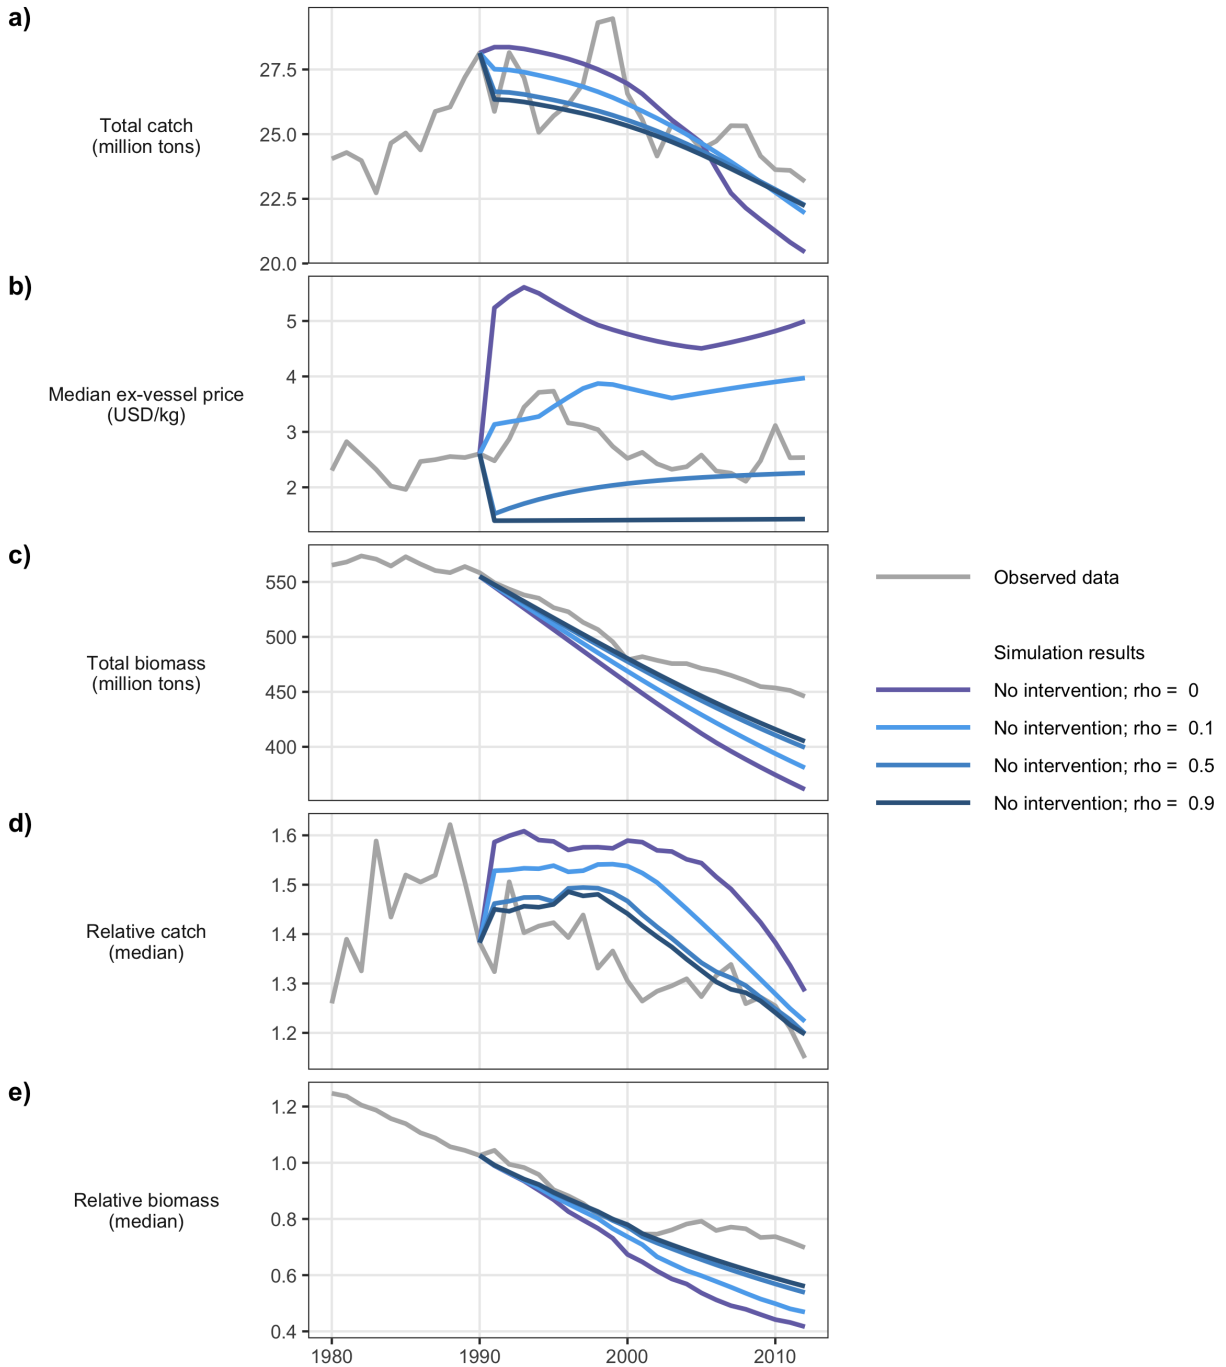 a)
Total catch
(million tons)
27.5
25.0
22.5
20.0
b)
Median ex-vessel price
(USD/kg)
5
4
3
2
c)
Total biomass
(million tons)
550
500
450
400
Observed data
Simulation results
No intervention; rho = 0
No intervention; rho = 0.1
No intervention; rho = 0.5
No intervention; rho = 0.9
d)
Relative catch
(median)
1.6
1.5
1.4
1.3
1.2
e)
Relative biomass
(median)
1.2
1.0
0.8
0.6
0.4
1980 1990 2000 2010